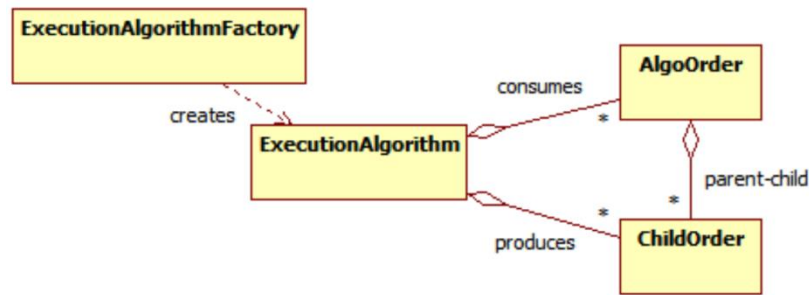 ExecutionAlgorithmFactory
AlgoOrder
consumes
*
creates
ExecutionAlgorithm
parent-child
*
*
produces
ChildOrder